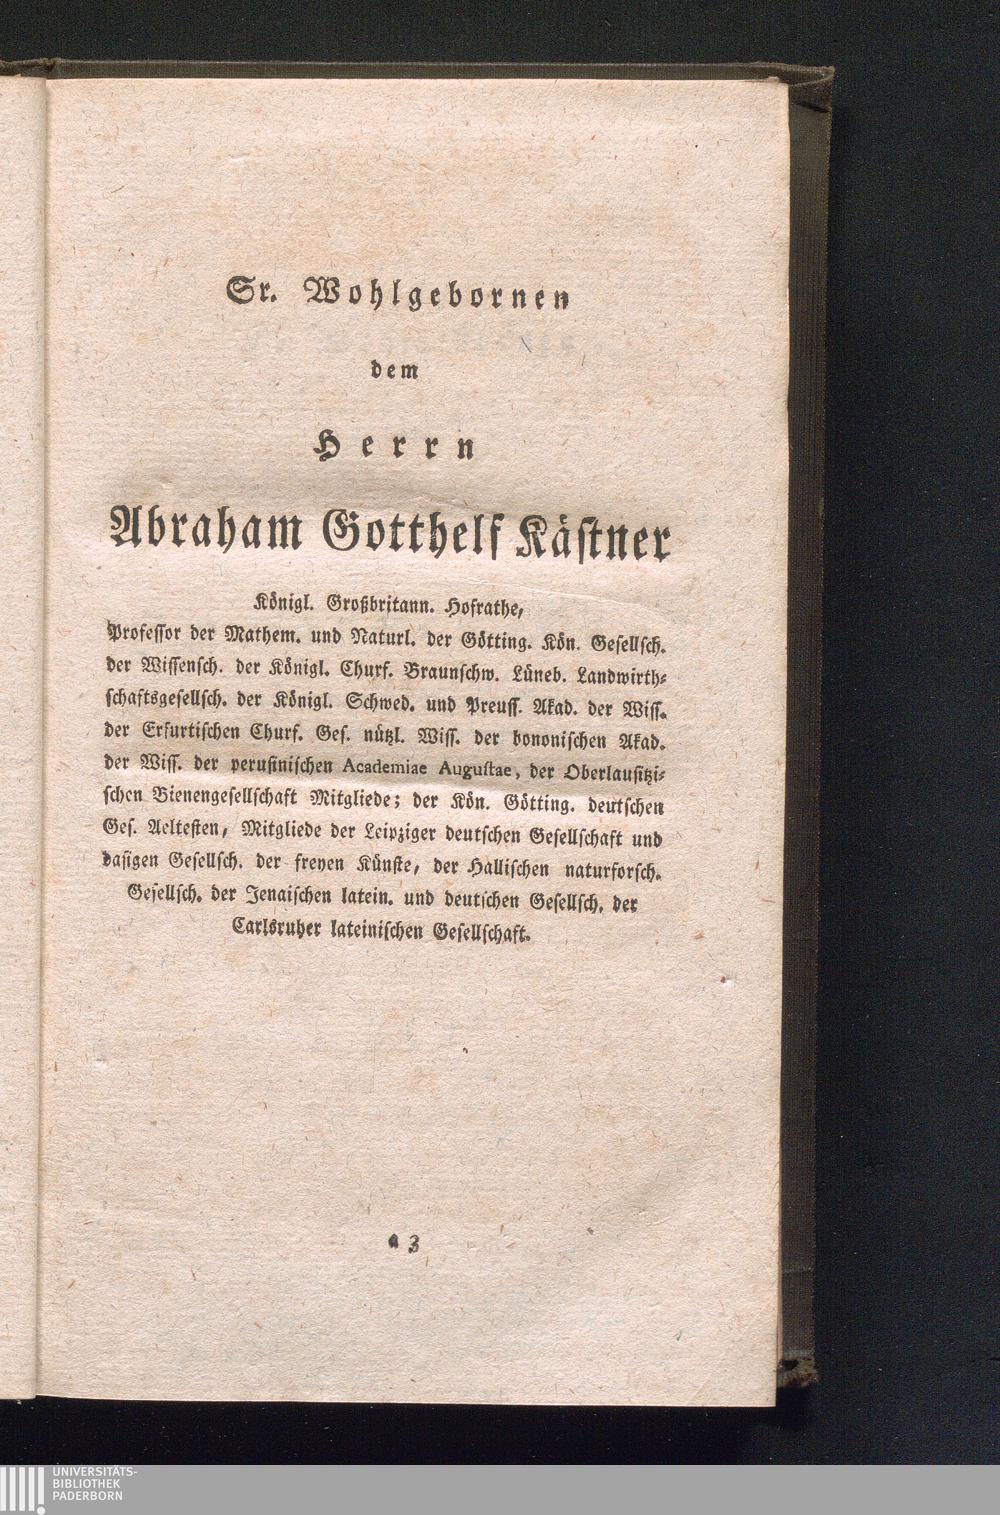 Sr. Wohlgebornen
dem
Herrn
Abraham Gotthelf Kästner
Königl. Großbritann. Hofrathe,
Professor der Mathem. und Naturl. der Götting. Kön. Gesellsch.
der Wissensch. der Königl. Churf. Braunschw. Lüneb. Landwirth⸗
schaftsgesellsch. der Königl. Schwed. und Preuss. Akad. der Wiss.
der Erfurtischen Churf. Ges. nützl. Wiss. der bononischen Akad.
der Wiss. der perusinischen Academiae Augustae, der Oberlausitzi⸗
schen Bienengesellschaft Mitgliede; der Kön. Götting. deutschen
Ges. Aeltesten, Mitgliede der Leipziger deutschen Gesellschaft und
dasigen Gesellsch. der freyen Künste, der Hallischen naturforsch.
Gesellsch. der Jenaischen latein. und deutschen Gesellsch. der
Carlsruher lateinischen Gesellschaft.
a 3
UNIVERSITÄTS-
BIBLIOTHEK
PADERBORN